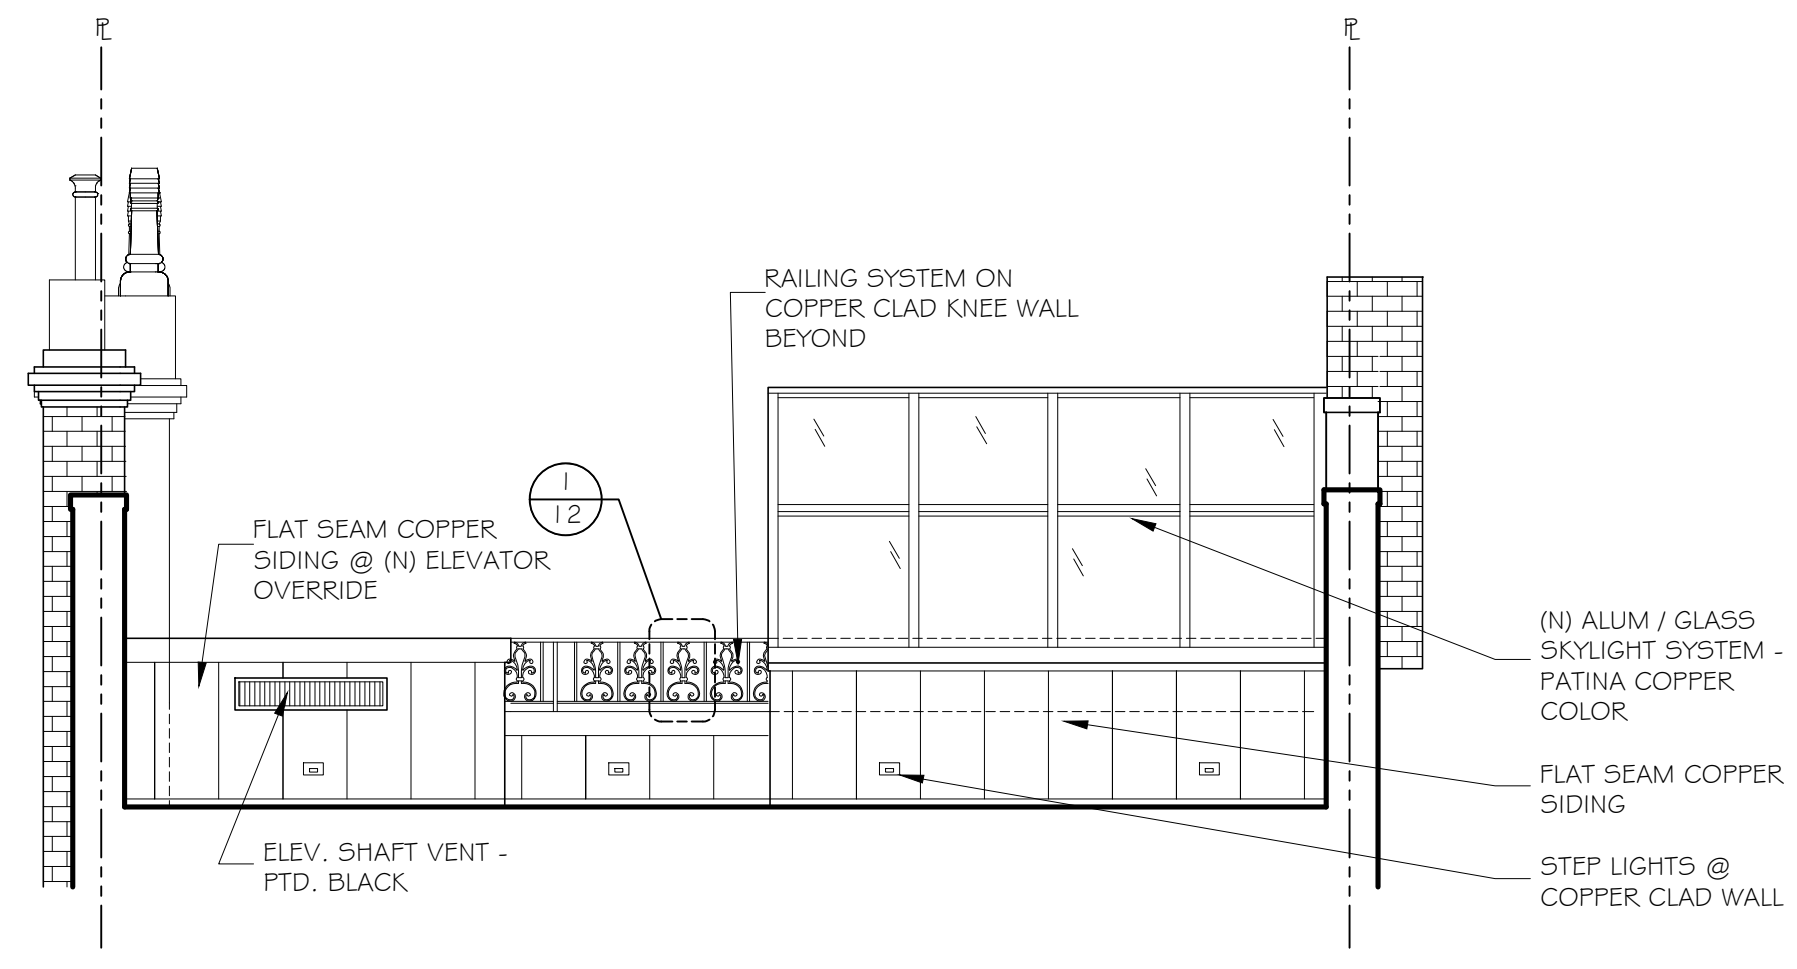 PL
PL
RAILING SYSTEM ON
COPPER CLAD KNEE WALL
BEYOND
1
12
FLAT SEAM COPPER
SIDING @ (N) ELEVATOR
OVERRIDE
(N) ALUM / GLASS
SKYLIGHT SYSTEM -
PATINA COPPER
COLOR
FLAT SEAM COPPER
SIDING
ELEV. SHAFT VENT -
PTD. BLACK
STEP LIGHTS @
COPPER CLAD WALL